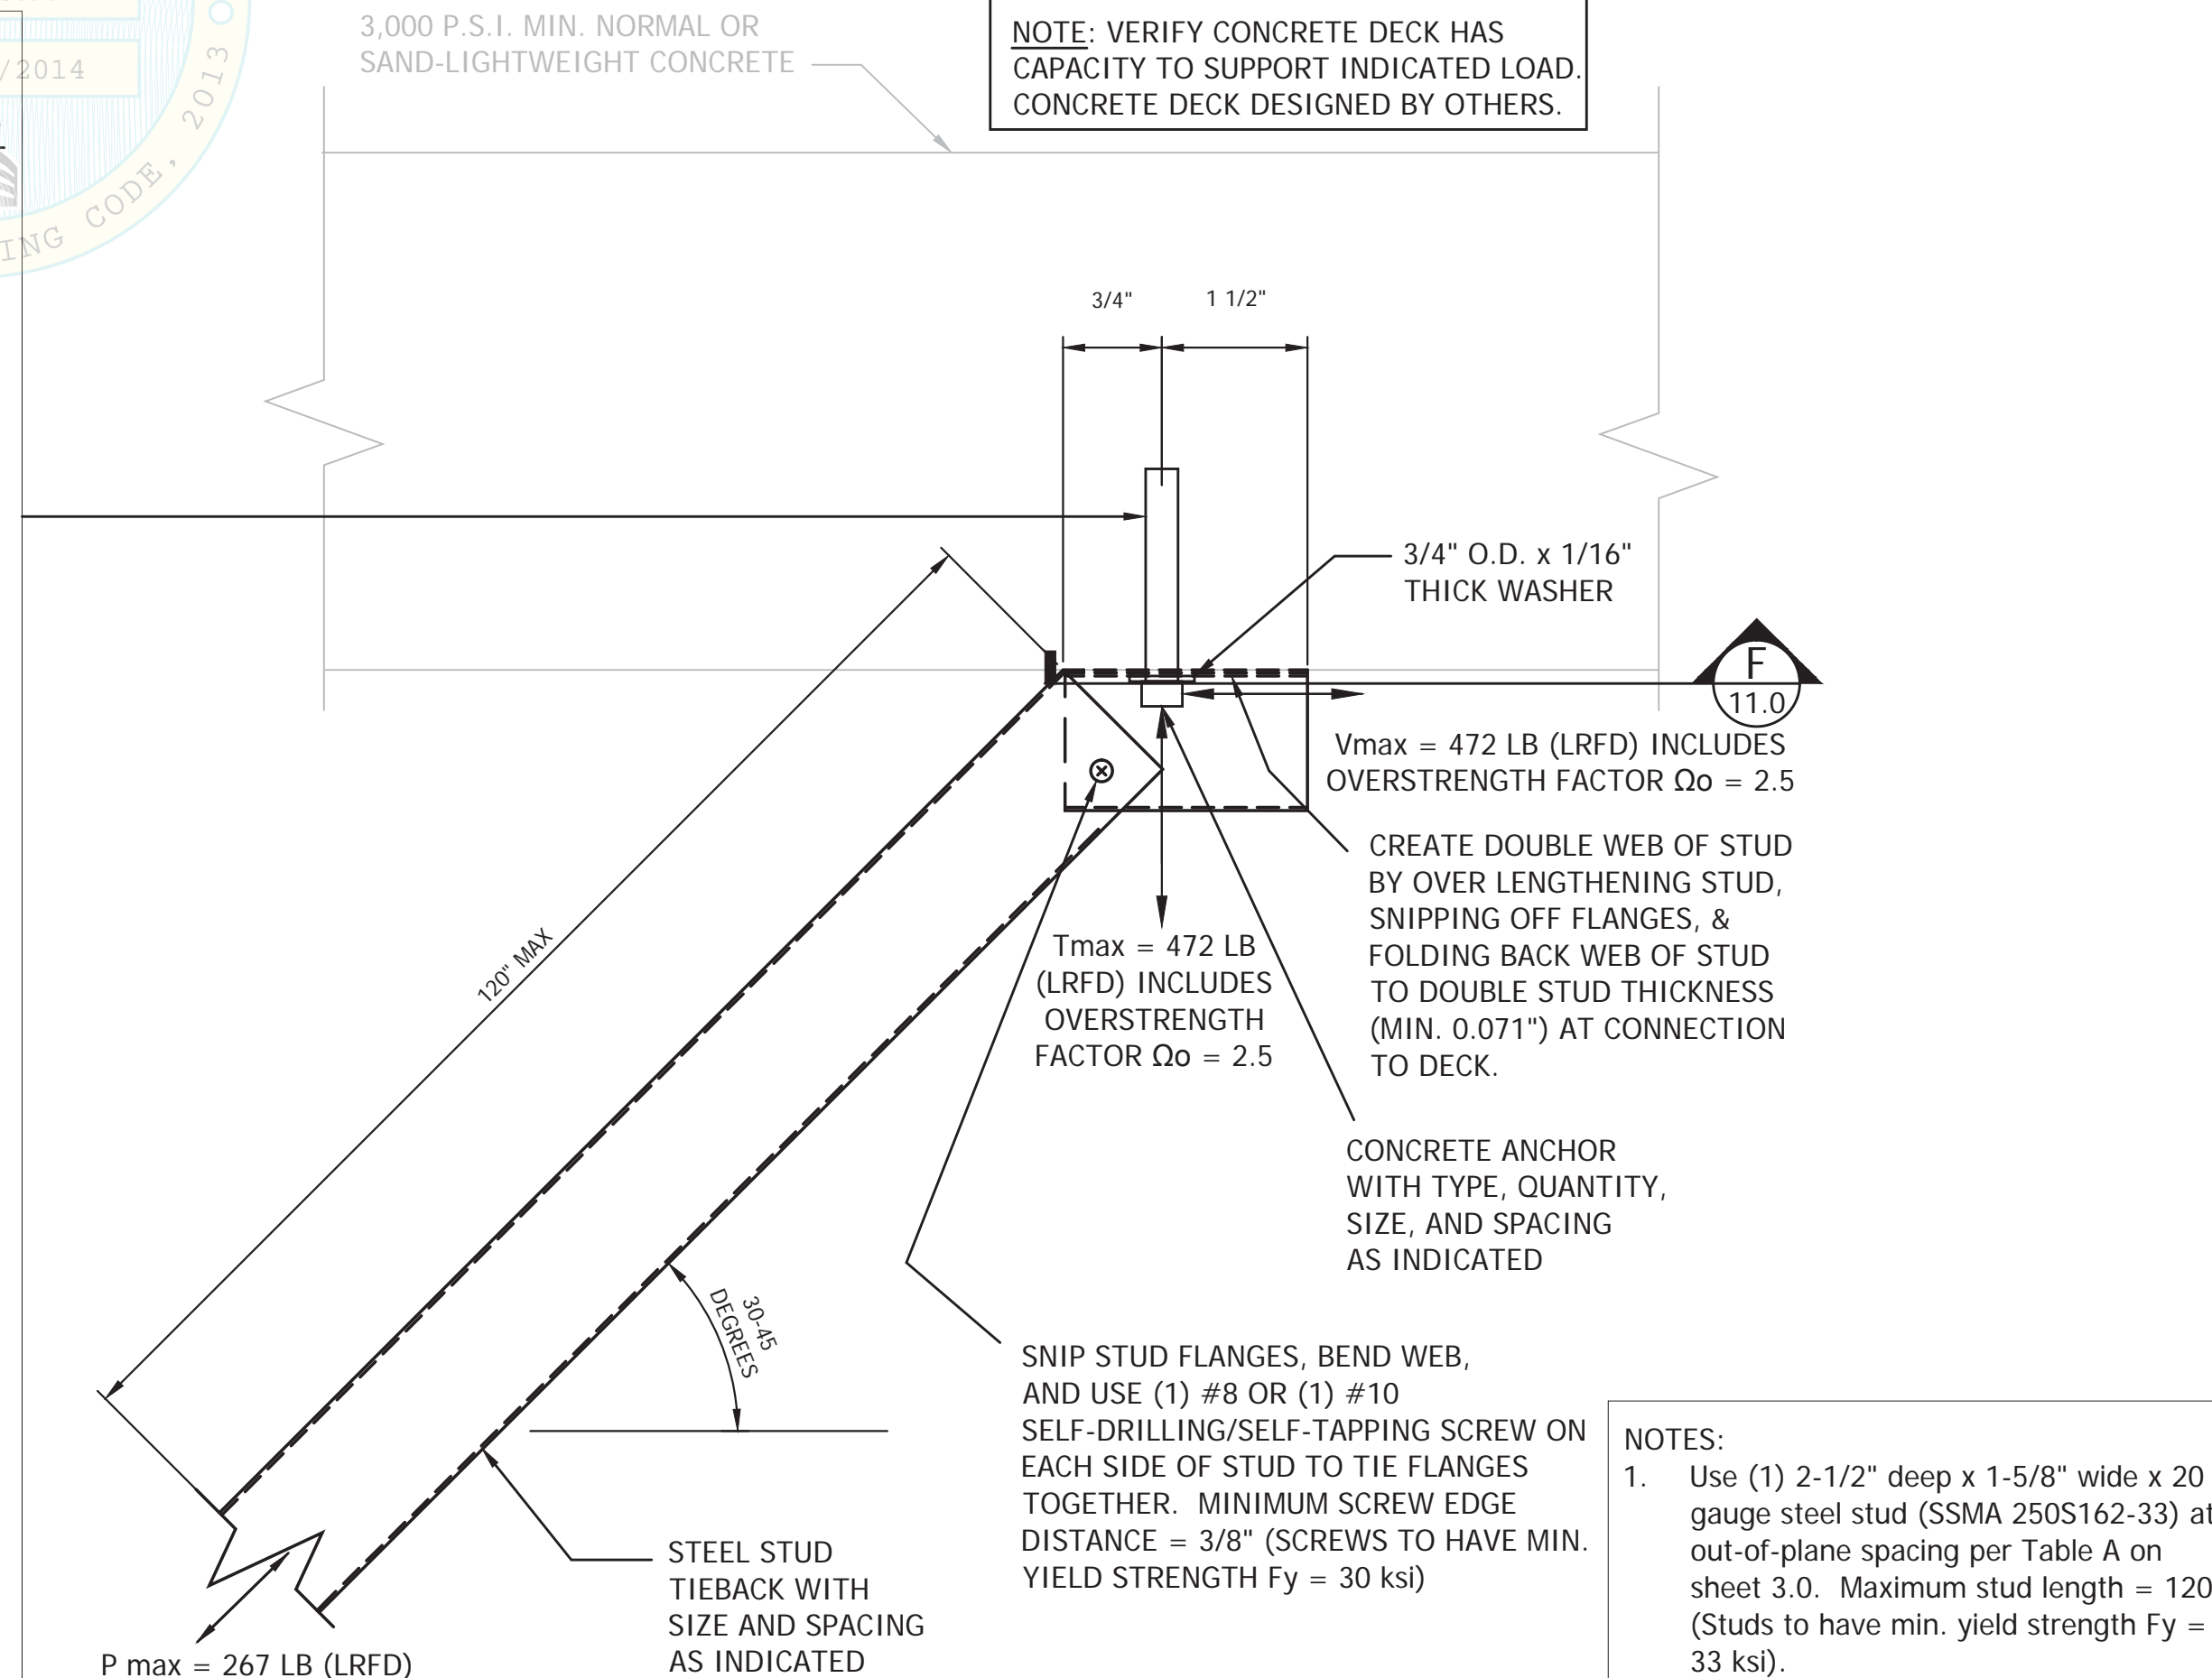 /2014
ING CODE, 2013
3,000 P.S.I. MIN. NORMAL OR
SAND-LIGHTWEIGHT CONCRETE
NOTE: VERIFY CONCRETE DECK HAS
CAPACITY TO SUPPORT INDICATED LOAD.
CONCRETE DECK DESIGNED BY OTHERS.
3/4"
1 1/2"
3/4" O.D. x 1/16"
THICK WASHER
F
11.0
Vmax = 472 LB (LRFD) INCLUDES
OVERSTRENGTH FACTOR Ωo = 2.5
CREATE DOUBLE WEB OF STUD
BY OVER LENGTHENING STUD,
SNIPPING OFF FLANGES, &
FOLDING BACK WEB OF STUD
TO DOUBLE STUD THICKNESS
(MIN. 0.071") AT CONNECTION
TO DECK.
Tmax = 472 LB
(LRFD) INCLUDES
OVERSTRENGTH
FACTOR Ωo = 2.5
120" MAX
CONCRETE ANCHOR
WITH TYPE, QUANTITY,
SIZE, AND SPACING
AS INDICATED
30-45
DEGREES
SNIP STUD FLANGES, BEND WEB,
AND USE (1) #8 OR (1) #10
SELF-DRILLING/SELF-TAPPING SCREW ON
EACH SIDE OF STUD TO TIE FLANGES
TOGETHER. MINIMUM SCREW EDGE
DISTANCE = 3/8" (SCREWS TO HAVE MIN.
YIELD STRENGTH Fy = 30 ksi)
STEEL STUD
TIEBACK WITH
SIZE AND SPACING
AS INDICATED
P max = 267 LB (LRFD)
NOTES:
1. Use (1) 2-1/2" deep x 1-5/8" wide x 20
gauge steel stud (SSMA 250S162-33) at
out-of-plane spacing per Table A on
sheet 3.0. Maximum stud length = 120
(Studs to have min. yield strength Fy =
33 ksi).